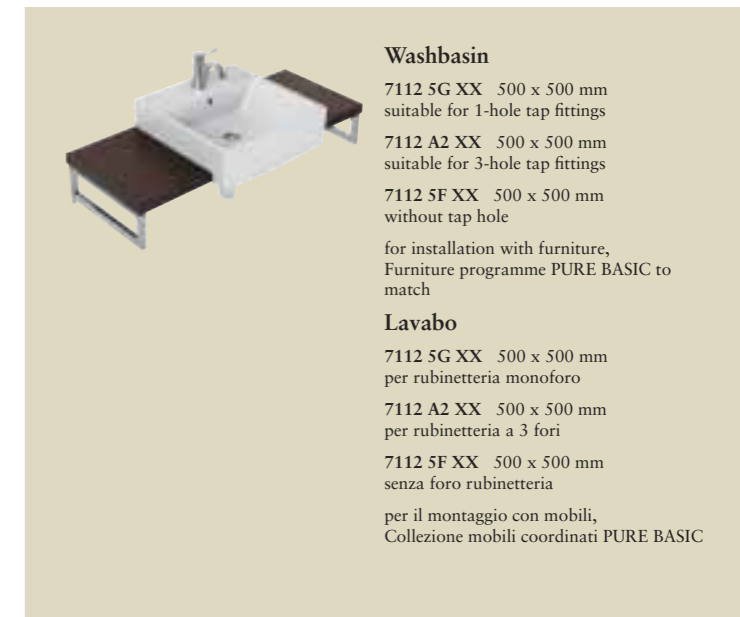 Washbasin
7112 5G XX 500 x 500 mm
suitable for 1-hole tap fittings
7112 A2 XX 500 x 500 mm
suitable for 3-hole tap fittings
7112 5F XX 500 x 500 mm
without tap hole
for installation with furniture,
Furniture programme PURE BASIC to
match
Lavabo
7112 5G XX 500 x 500 mm
per rubinetteria monoforo
7112 A2 XX 500 x 500 mm
per rubinetteria a 3 fori
7112 5F XX 500 x 500 mm
senza foro rubinetteria
per il montaggio con mobili,
Collezione mobili coordinati PURE BASIC